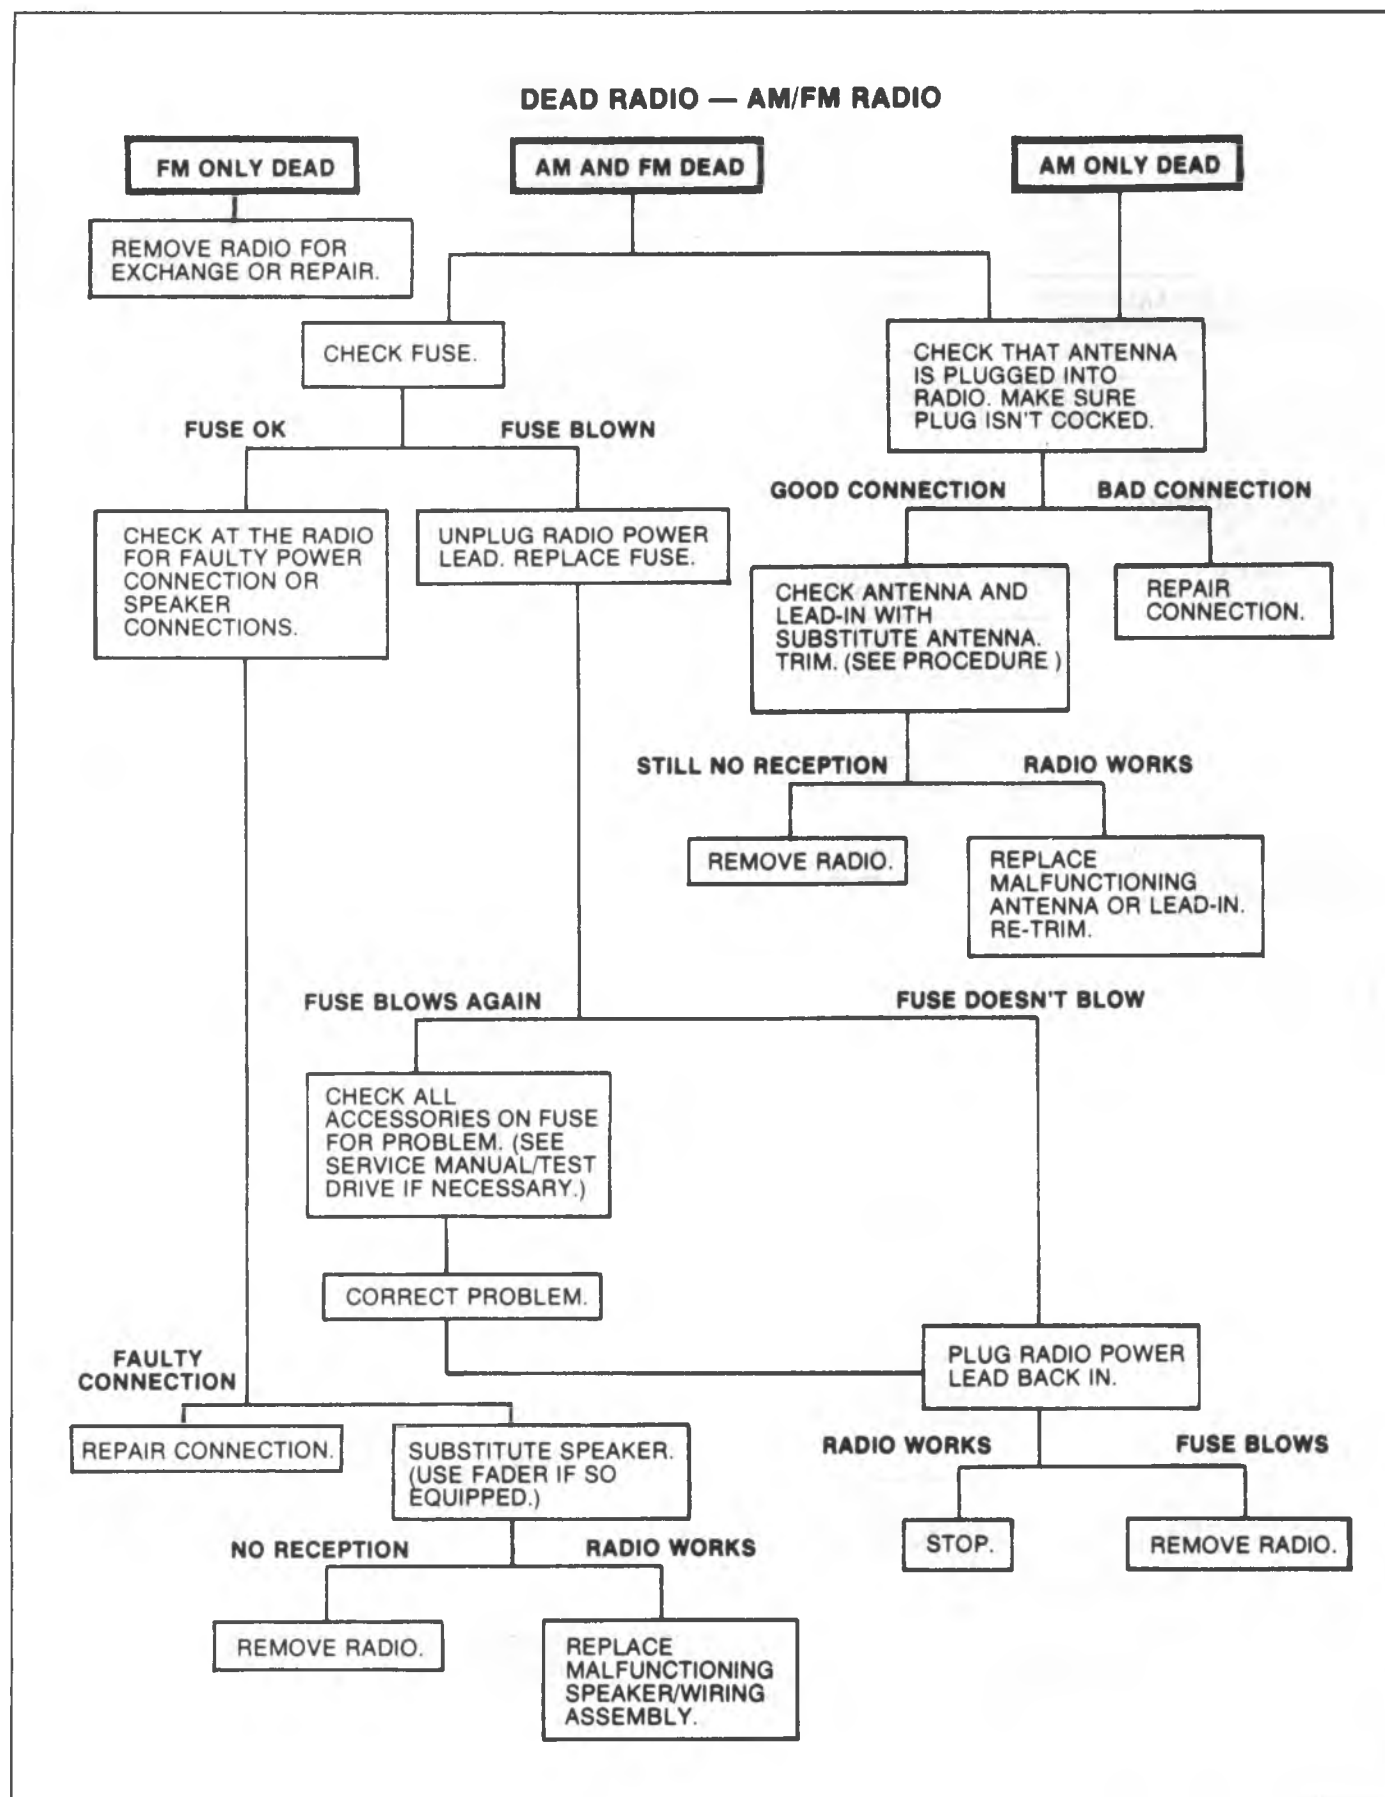 DEAD RADIO — AM/FM RADIO
FM ONLY DEAD
AM AND FM DEAD
AM ONLY DEAD
REMOVE RADIO FOR
EXCHANGE OR REPAIR.
CHECK FUSE.
CHECK THAT ANTENNA
IS PLUGGED INTO
RADIO. MAKE SURE
PLUG ISN'T COCKED.
FUSE OK
FUSE BLOWN
GOOD CONNECTION
BAD CONNECTION
CHECK AT THE RADIO
FOR FAULTY POWER
CONNECTION OR
SPEAKER
CONNECTIONS.
UNPLUG RADIO POWER
LEAD. REPLACE FUSE.
CHECK ANTENNA AND
LEAD-IN WITH
SUBSTITUTE ANTENNA.
TRIM. (SEE PROCEDURE )
REPAIR
CONNECTION.
STILL NO RECEPTION
RADIO WORKS
REMOVE RADIO.
REPLACE
MALFUNCTIONING
ANTENNA OR LEAD-IN.
RE-TRIM.
FUSE BLOWS AGAIN
FUSE DOESN'T BLOW
CHECK ALL
ACCESSORIES ON FUSE
FOR PROBLEM. (SEE
SERVICE MANUAL/TEST
DRIVE IF NECESSARY.)
CORRECT PROBLEM.
PLUG RADIO POWER
LEAD BACK IN.
FAULTY
CONNECTION
REPAIR CONNECTION.
SUBSTITUTE SPEAKER.
(USE FADER IF SO
EQUIPPED.)
RADIO WORKS
FUSE BLOWS
STOP.
REMOVE RADIO.
NO RECEPTION
RADIO WORKS
REMOVE RADIO.
REPLACE
MALFUNCTIONING
SPEAKER/WIRING
ASSEMBLY.